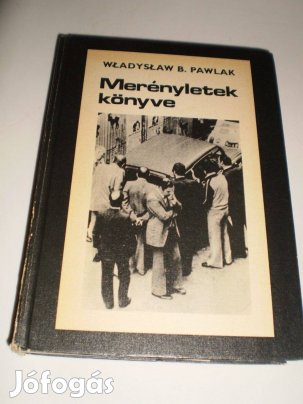 WŁADYSŁAW B. PAWLAK
Merényletek
könyve
Jófogás